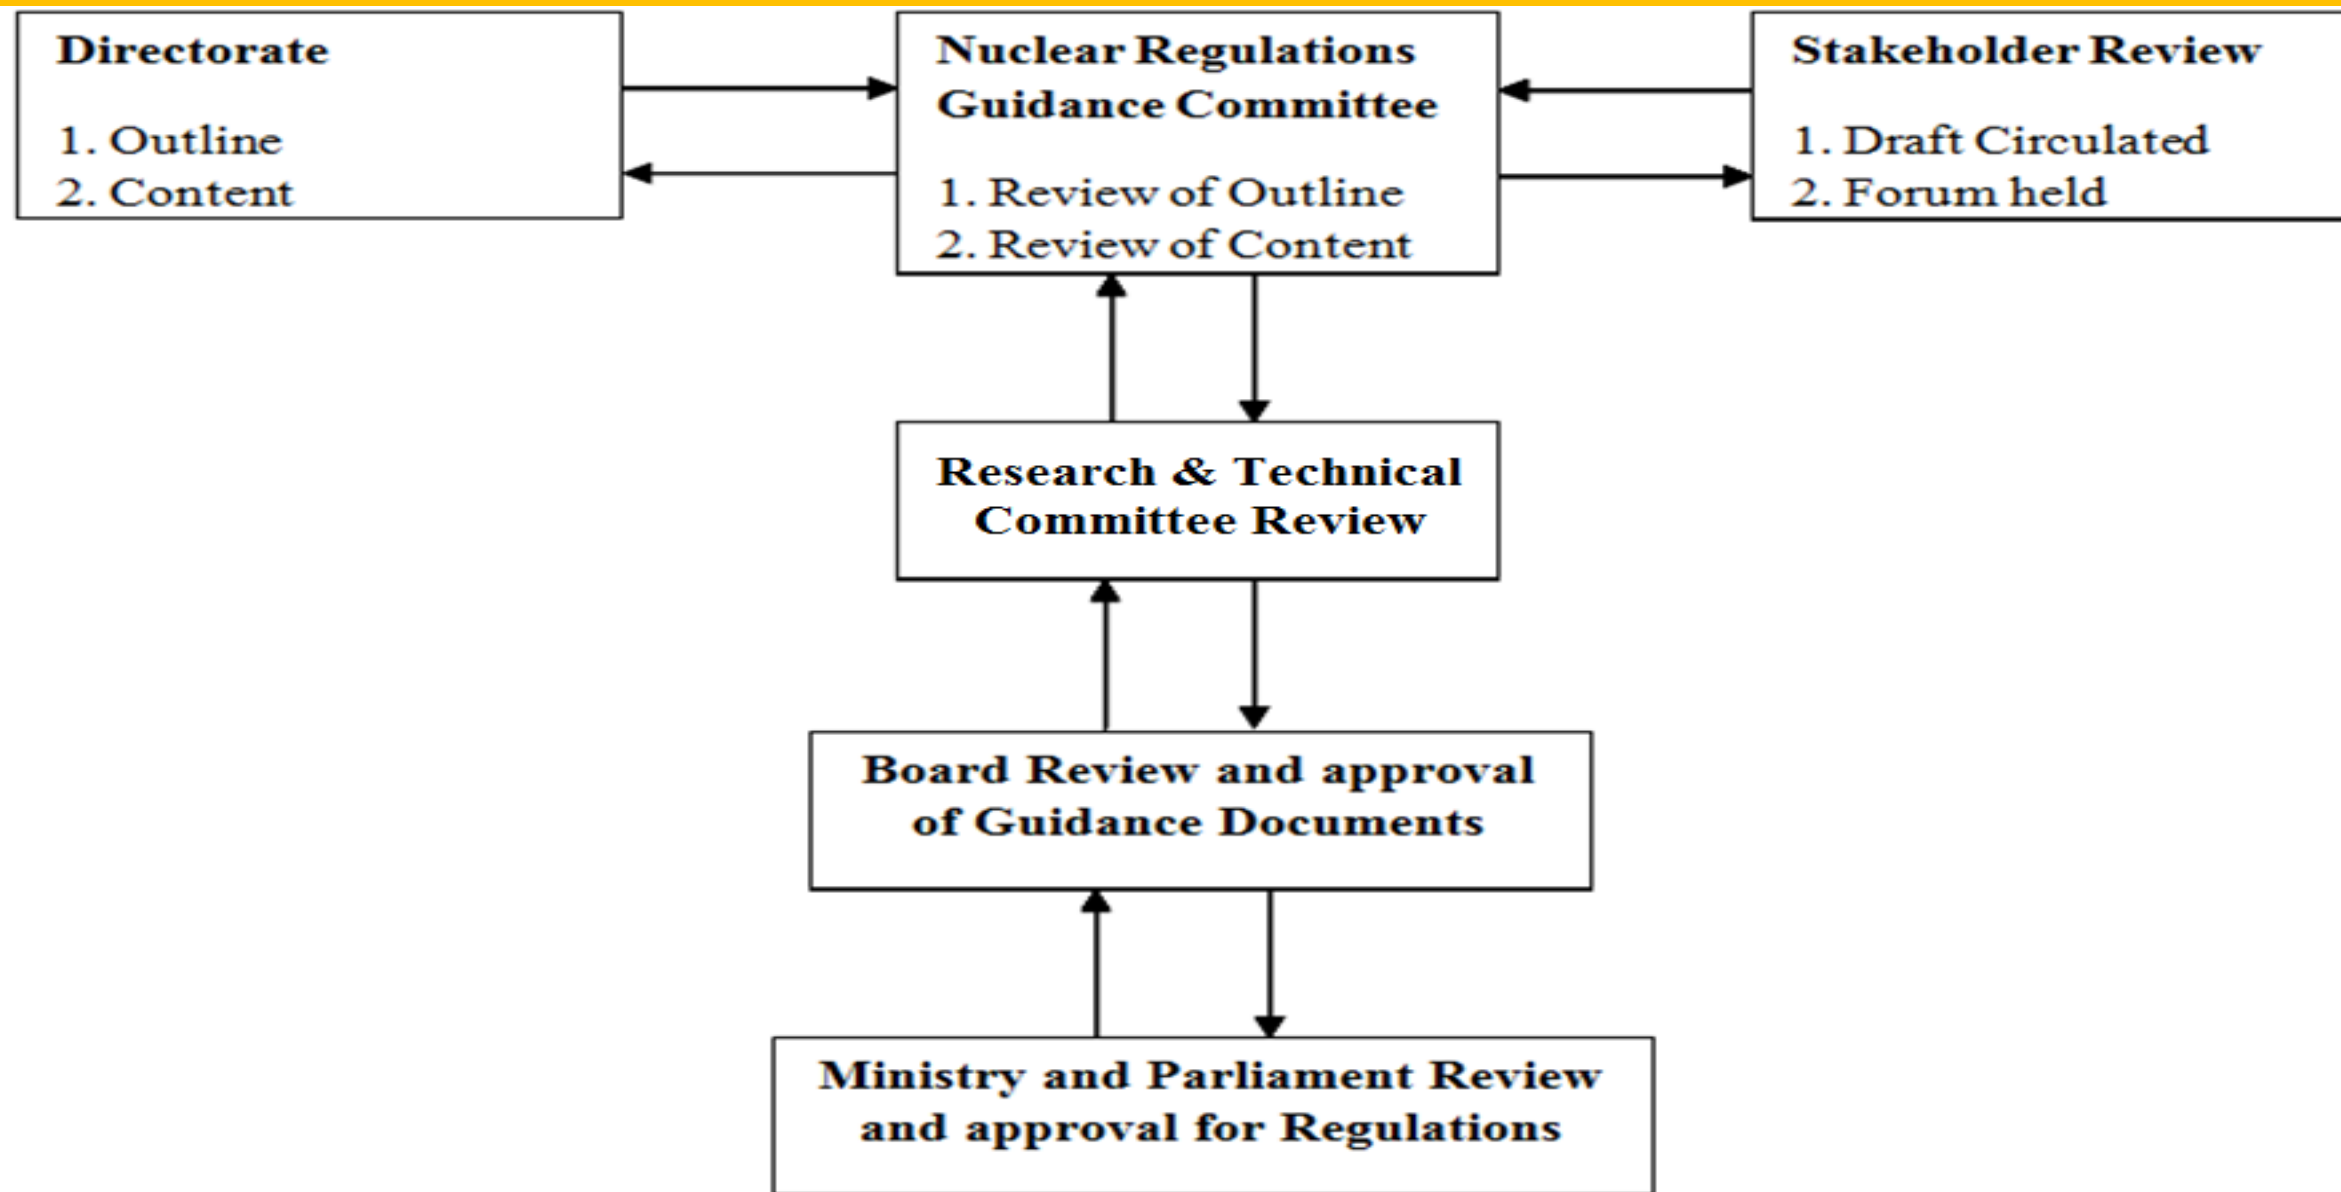 Directorate
1. Outline
2. Content
Nuclear Regulations
Guidance Committee
1. Review of Outline
2. Review of Content
Stakeholder Review
1. Draft Circulated
2. Forum held
Research & Technical
Committee Review
Board Review and approval
of Guidance Documents
Ministry and Parliament Review
and approval for Regulations